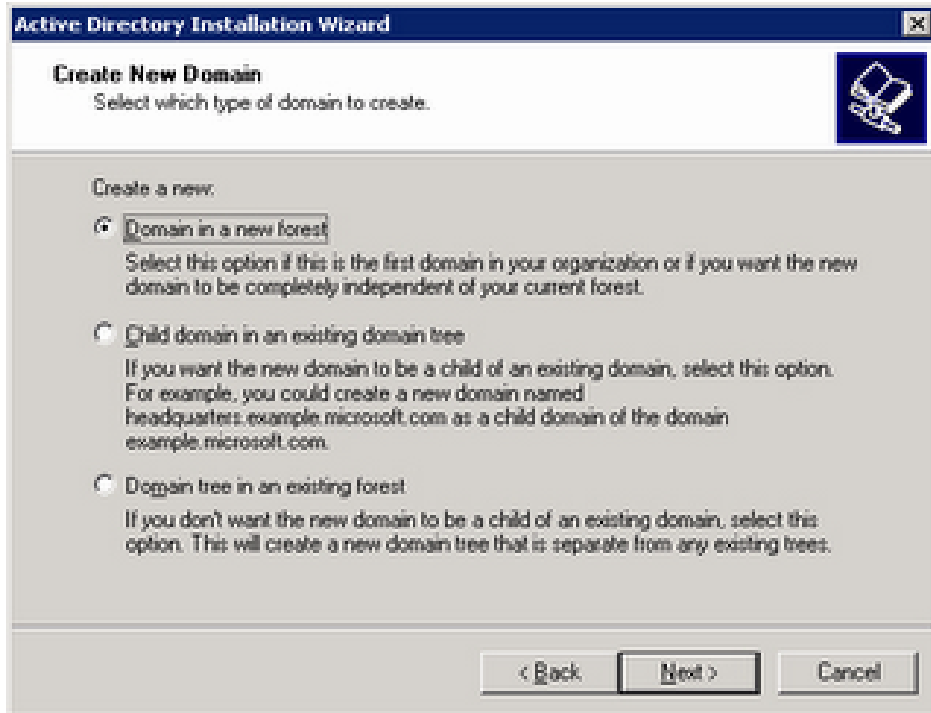 Active Directory Installation Wizard
Create New Domain
Select which type of domain to create.
Create a new:
Domain in a new forest
Select this option if this is the first domain in your organization or if you want the new
domain to be completely independent of your current forest.
Child domain in an existing domain tree
If you want the new domain to be a child of an existing domain, select this option.
For example, you could create a new domain named
headquarters.example.microsoft.com as a child domain of the domain
example.microsoft.com.
Domain tree in an existing forest
If you don't want the new domain to be a child of an existing domain, select this
option. This will create a new domain tree that is separate from any existing trees.
< Back
Next >
Cancel